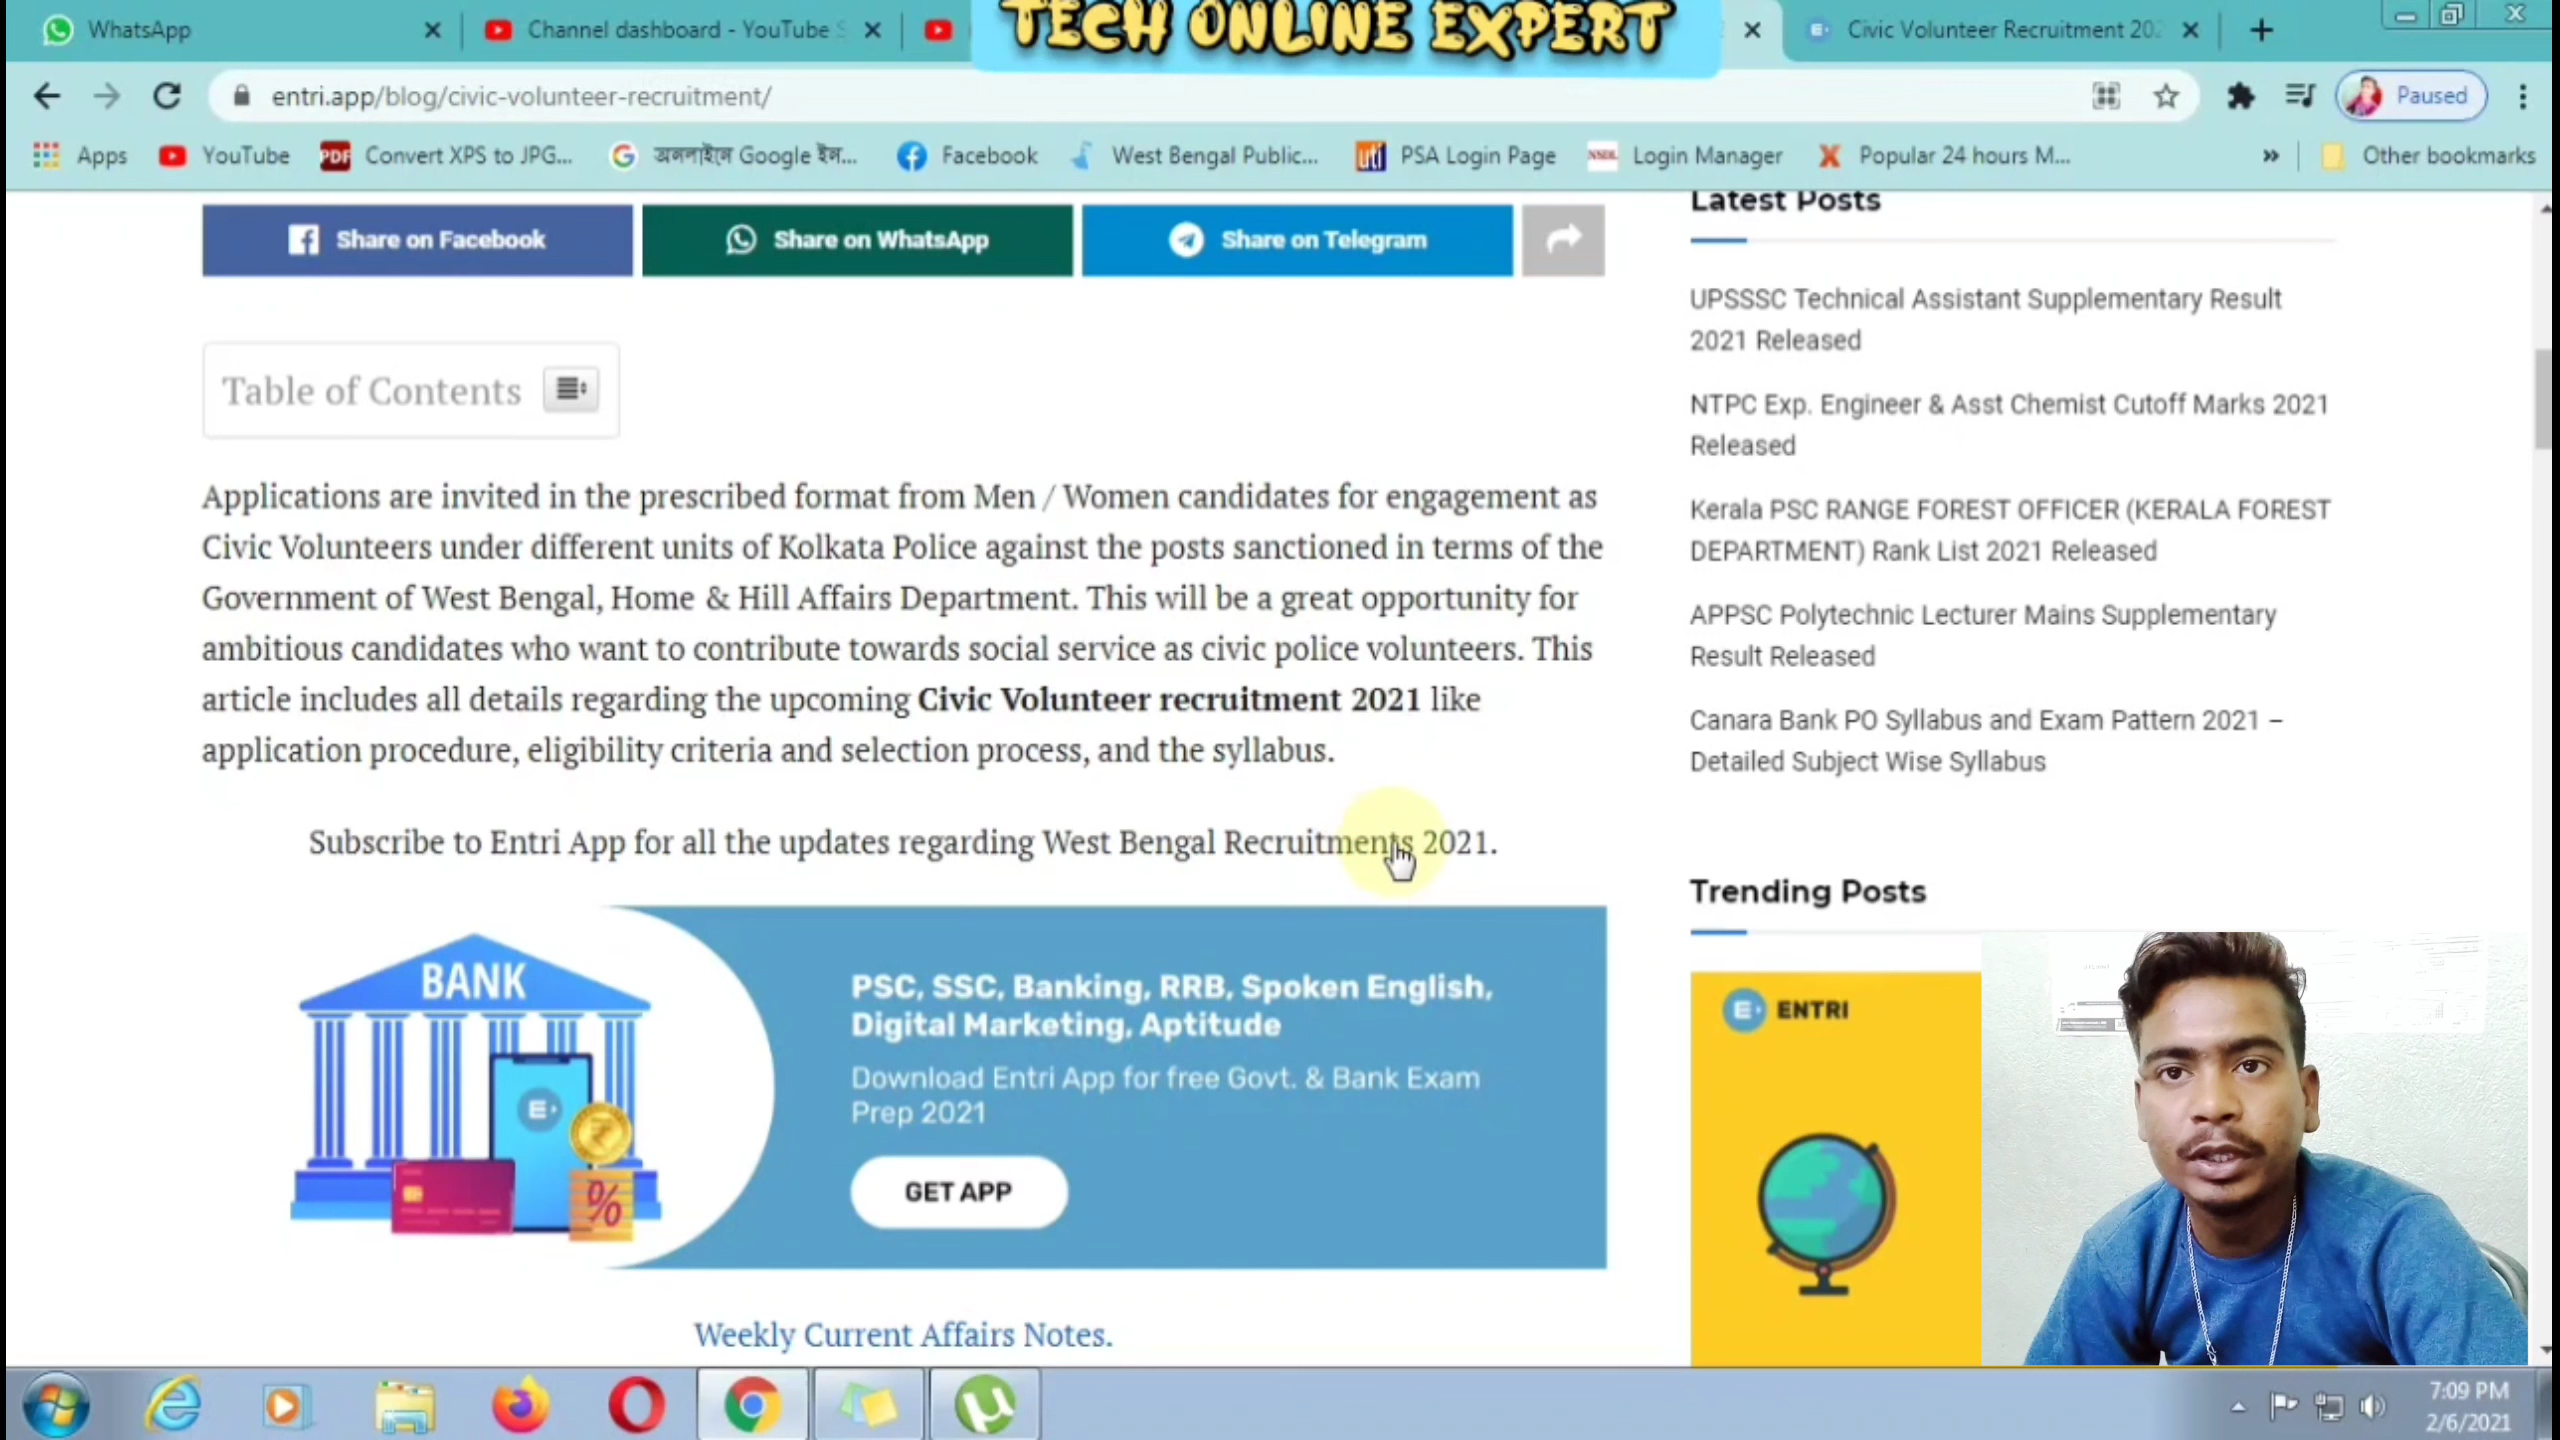 TECH ONLINE EXPERT
WhatsApp
Channel dashboard - YouTube S
Civic Volunteer Recruitment 202
entri.app/blog/civic-volunteer-recruitment/
Paused
Apps
YouTube
PDF
Convert XPS to JPG...
অনলাইনে Google ইন...
Facebook
West Bengal Public...
uti
PSA Login Page
NSDL
Login Manager
Popular 24 hours M...
Other bookmarks
Share on Facebook
Share on WhatsApp
Share on Telegram
Table of Contents
Applications are invited in the prescribed format from Men / Women candidates for engagement as
Civic Volunteers under different units of Kolkata Police against the posts sanctioned in terms of the
Government of West Bengal, Home & Hill Affairs Department. This will be a great opportunity for
ambitious candidates who want to contribute towards social service as civic police volunteers. This
article includes all details regarding the upcoming Civic Volunteer recruitment 2021 like
application procedure, eligibility criteria and selection process, and the syllabus.
Subscribe to Entri App for all the updates regarding West Bengal Recruitments 2021.
BANK
E
%
PSC, SSC, Banking, RRB, Spoken English,
Digital Marketing, Aptitude
Download Entri App for free Govt. & Bank Exam
Prep 2021
GET APP
Weekly Current Affairs Notes.
Latest Posts
UPSSSC Technical Assistant Supplementary Result
2021 Released
NTPC Exp. Engineer & Asst Chemist Cutoff Marks 2021
Released
Kerala PSC RANGE FOREST OFFICER (KERALA FOREST
DEPARTMENT) Rank List 2021 Released
APPSC Polytechnic Lecturer Mains Supplementary
Result Released
Canara Bank PO Syllabus and Exam Pattern 2021 –
Detailed Subject Wise Syllabus
Trending Posts
E ENTRI
7:09 PM
2/6/2021